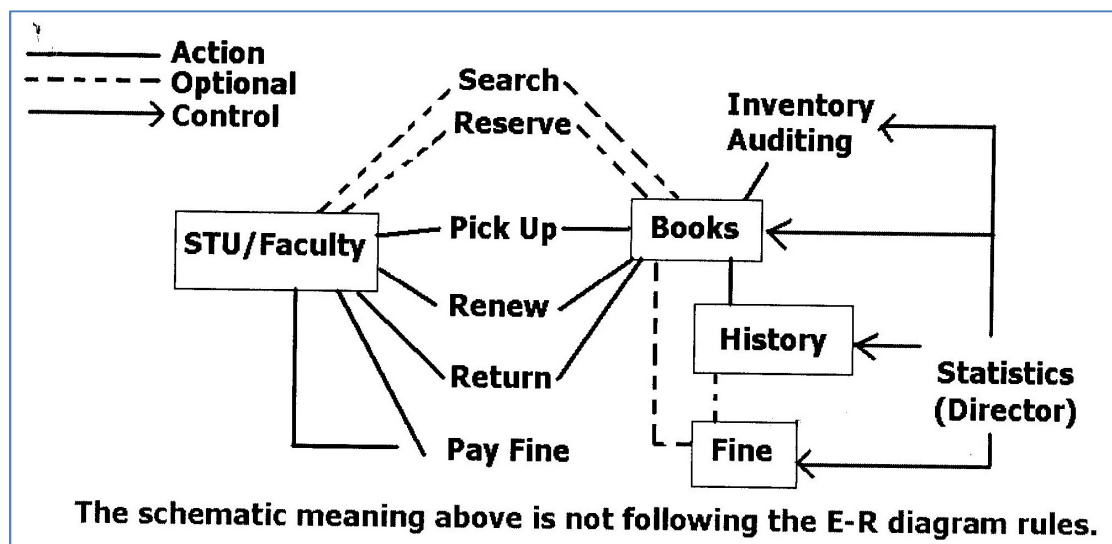 Action
Optional
Control
Search
Reserve
Inventory
Auditing
STU/Faculty
Pick Up
Books
Renew
History
Return
Statistics
(Director)
Pay Fine
Fine
The schematic meaning above is not following the E-R diagram rules.